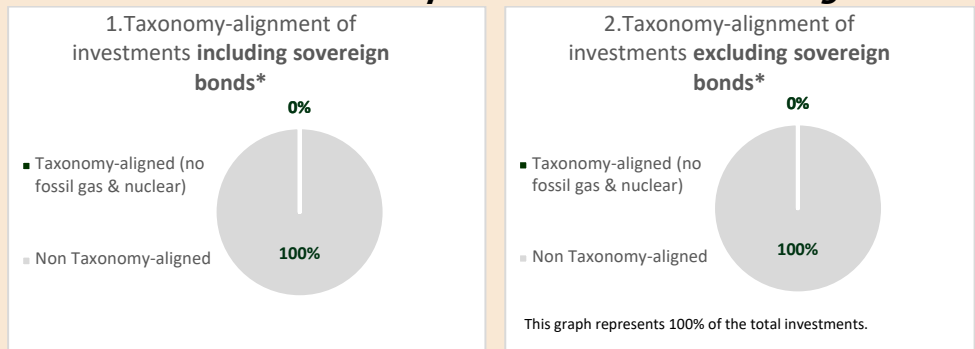 1.Taxonomy-alignment of
investments including sovereign
bonds*
0%
Taxonomy-aligned (no
fossil gas & nuclear)
Non Taxonomy-aligned
100%
2.Taxonomy-alignment of
investments excluding sovereign
bonds*
0%
Taxonomy-aligned (no
fossil gas & nuclear)
Non Taxonomy-aligned
100%
This graph represents 100% of the total investments.